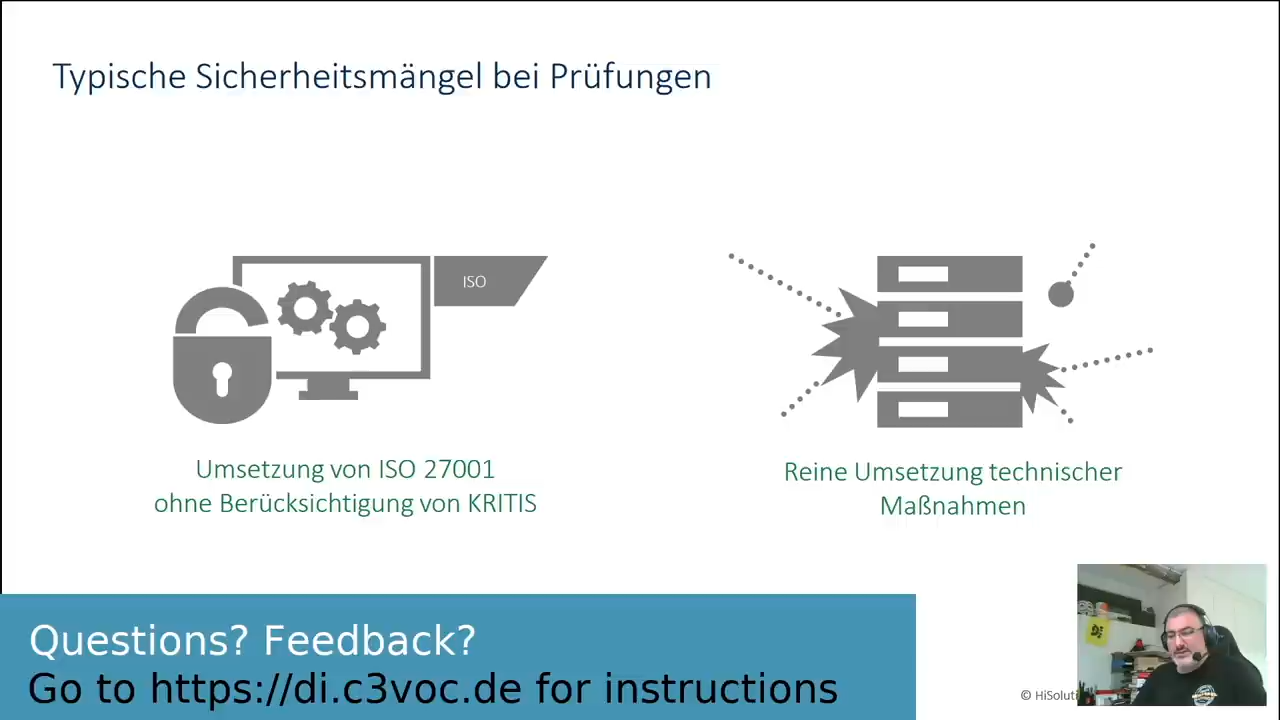 Typische Sicherheitsmängel bei Prüfungen
ISO
Umsetzung von ISO 27001
ohne Berücksichtigung von KRITIS
Reine Umsetzung technischer
Maßnahmen
Questions? Feedback?
Go to https://di.c3voc.de for instructions
©